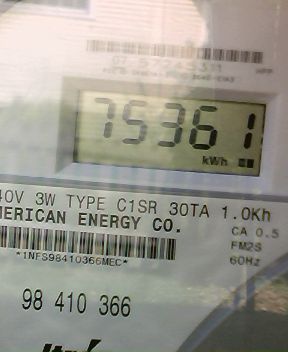 75361
kWh
40V 3W TYPE C1SR 30TA 1.0Kh
MERICAN ENERGY CO.
CA 0.5
FM2S
60Hz
*1NFS98410366MEC*
98 410 366